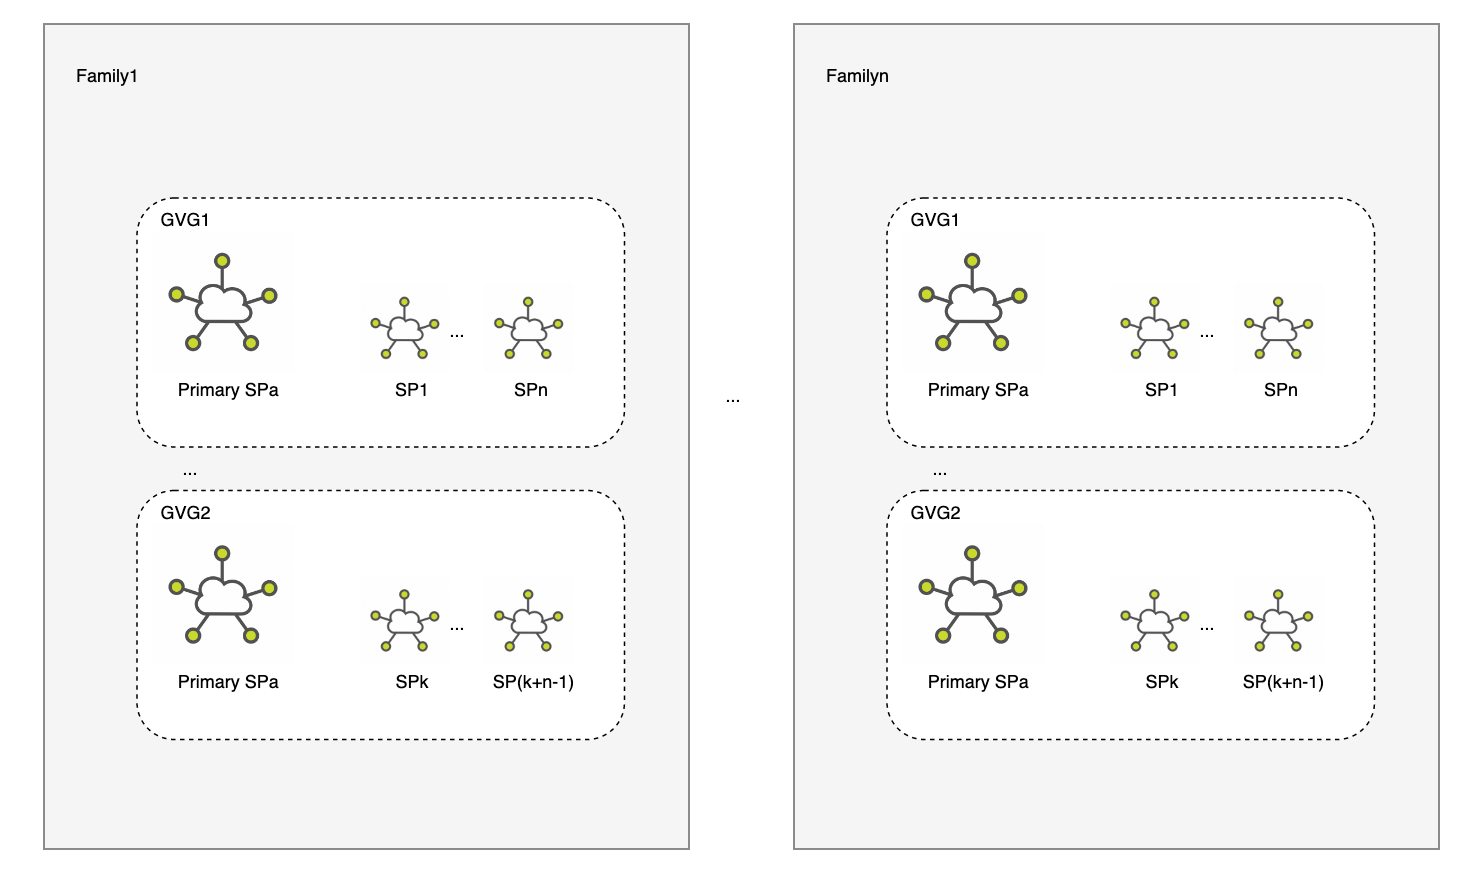 Family1
GVG1
Primary SPa
SP1
...
SPn
...
GVG2
Primary SPa
SPk
...
SP(k+n-1)
...
Familyn
GVG1
Primary SPa
SP1
...
SPn
...
GVG2
Primary SPa
SPk
...
SP(k+n-1)